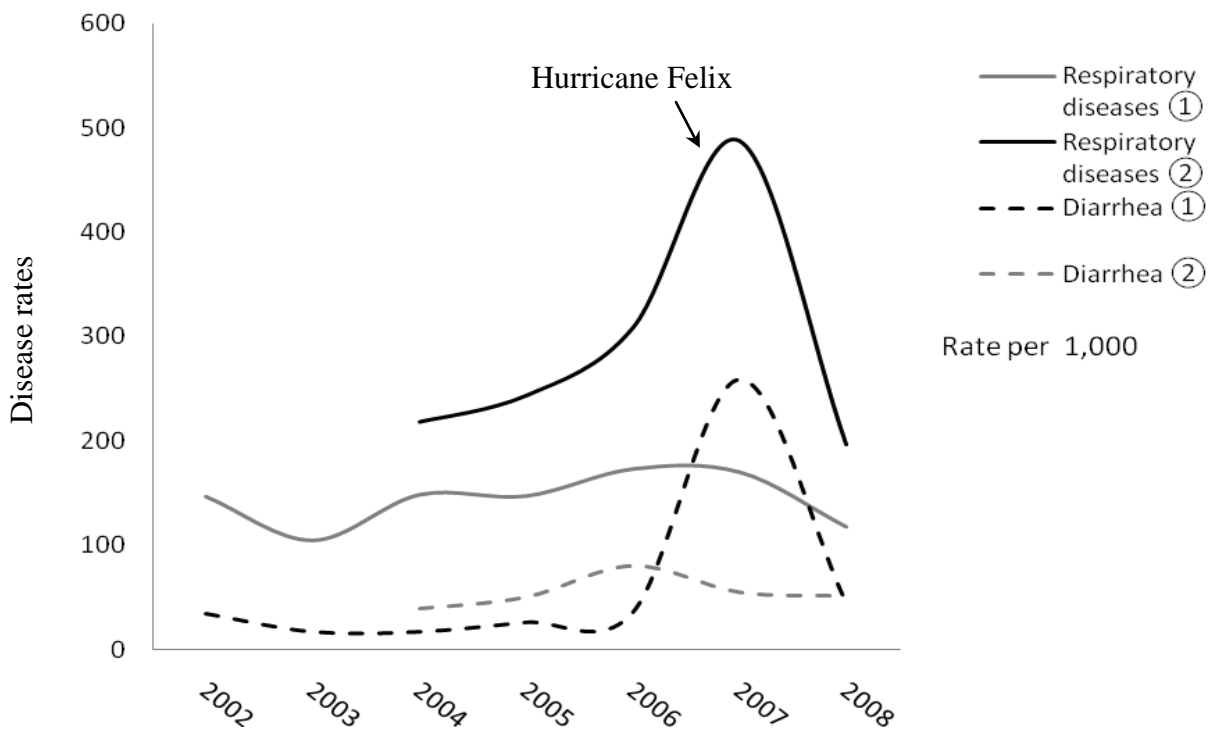 600
500
400
300
200
100
0
Disease rates
2002
2003
2004
2005
2006
2007
2008
Hurricane Felix
Respiratory
diseases ①
Respiratory
diseases ②
Diarrhea ①
Diarrhea ②
Rate per 1,000